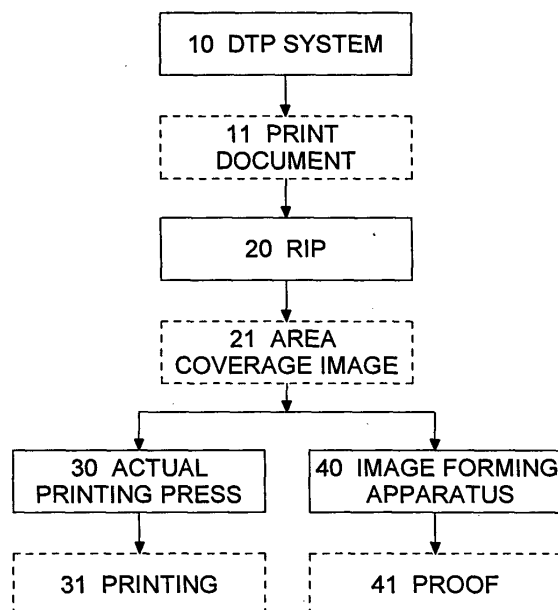 10 DTP SYSTEM
11 PRINT
DOCUMENT
20 RIP
21 AREA
COVERAGE IMAGE
30 ACTUAL
PRINTING PRESS
40 IMAGE FORMING
APPARATUS
31 PRINTING
41 PROOF